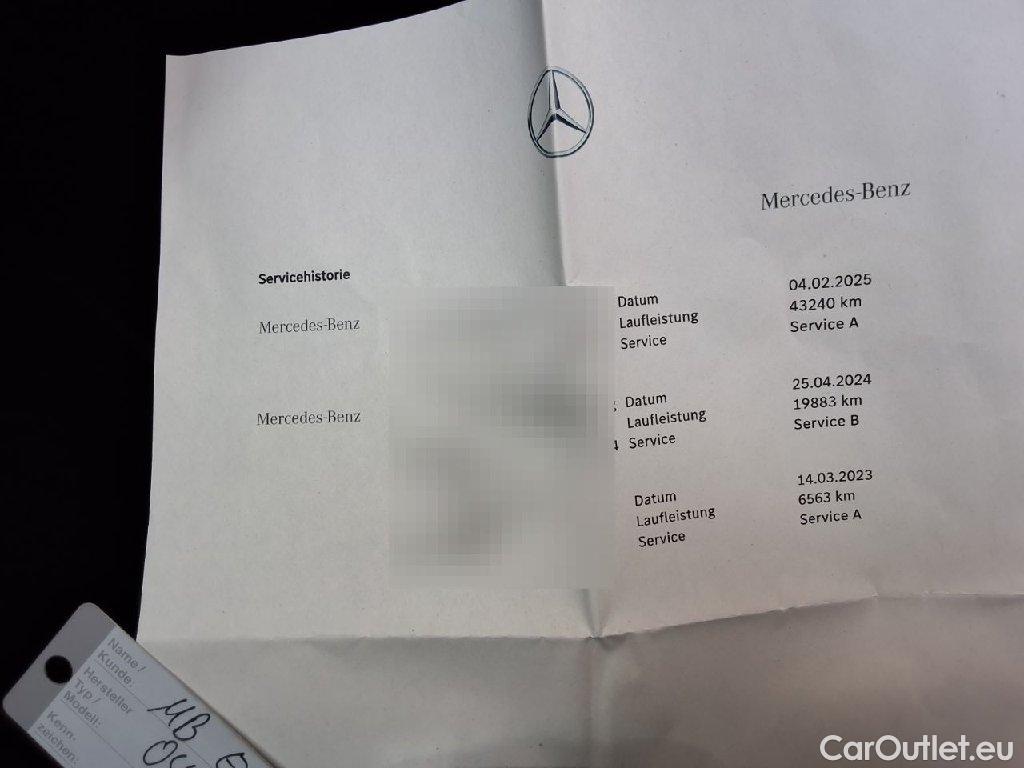 Mercedes-Benz
Servicehistorie
Mercedes-Benz
Datum 04.02.2025
Laufleistung 43240 km
Service Service A
Mercedes-Benz
Datum 25.04.2024
Laufleistung 19883 km
Service Service B
Datum 14.03.2023
Laufleistung 6563 km
Service Service A
Name /
Kunde:
Hersteller
Typ /
Modell:
Kenn-
zeichen:
MB
CarOutlet.eu